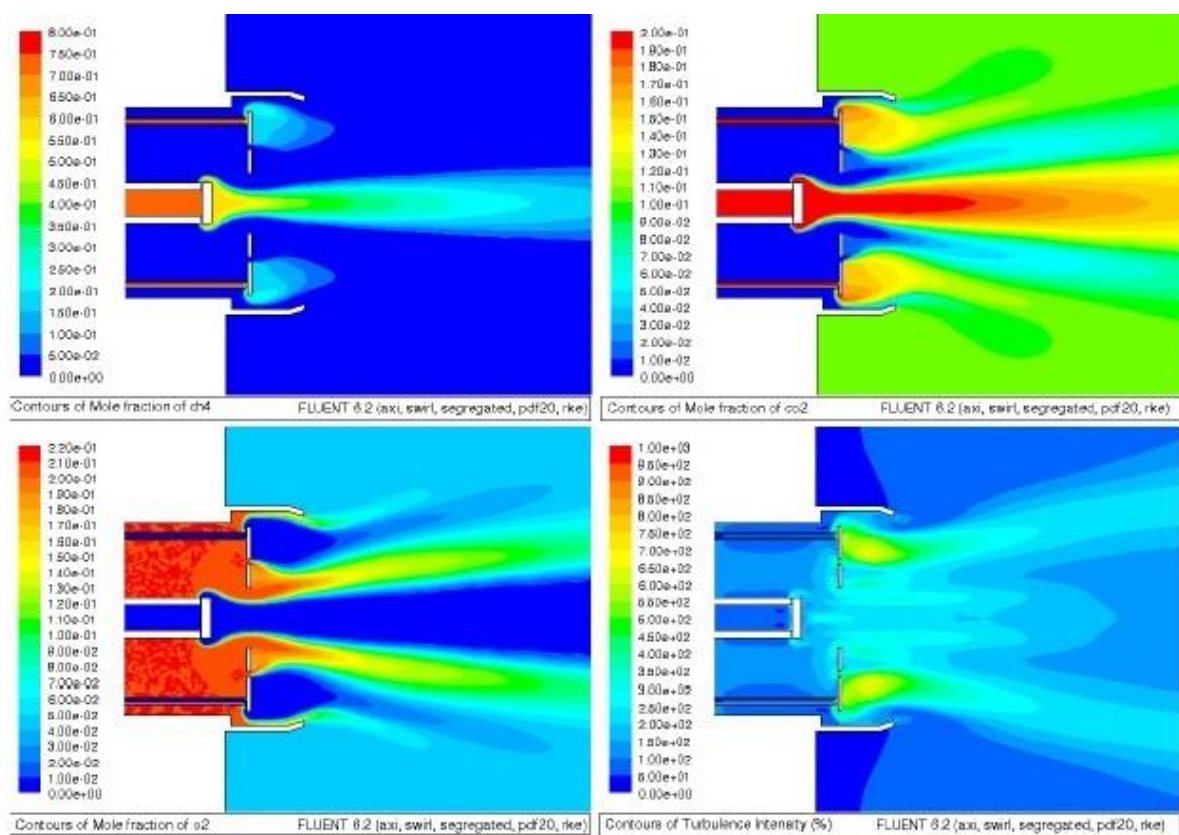 8.00e-01
7.50e-01
7.00e-01
6.50e-01
6.00e-01
5.50e-01
5.00e-01
4.50e-01
4.00e-01
3.50e-01
3.00e-01
2.50e-01
2.00e-01
1.50e-01
1.00e-01
5.00e-02
0.00e+00
Contours of Mole fraction of ch4 FLUENT 6.2 (axi, swirl, segregated, pdf20, rke)
2.00e-01
1.90e-01
1.80e-01
1.70e-01
1.60e-01
1.50e-01
1.40e-01
1.30e-01
1.20e-01
1.10e-01
1.00e-01
9.00e-02
8.00e-02
7.00e-02
6.00e-02
5.00e-02
4.00e-02
3.00e-02
2.00e-02
1.00e-02
0.00e+00
Contours of Mole fraction of co2 FLUENT 6.2 (axi, swirl, segregated, pdf20, rke)
2.20e-01
2.10e-01
2.00e-01
1.90e-01
1.80e-01
1.70e-01
1.60e-01
1.50e-01
1.40e-01
1.30e-01
1.20e-01
1.10e-01
1.00e-01
9.00e-02
8.00e-02
7.00e-02
6.00e-02
5.00e-02
4.00e-02
3.00e-02
2.00e-02
1.00e-02
0.00e+00
Contours of Mole fraction of o2 FLUENT 6.2 (axi, swirl, segregated, pdf20, rke)
1.00e+03
9.50e+02
9.00e+02
8.50e+02
8.00e+02
7.50e+02
7.00e+02
6.50e+02
6.00e+02
5.50e+02
5.00e+02
4.50e+02
4.00e+02
3.50e+02
3.00e+02
2.50e+02
2.00e+02
1.50e+02
1.00e+02
5.00e+01
0.00e+00
Contours of Turbulence Intensity (%) FLUENT 6.2 (axi, swirl, segregated, pdf20, rke)